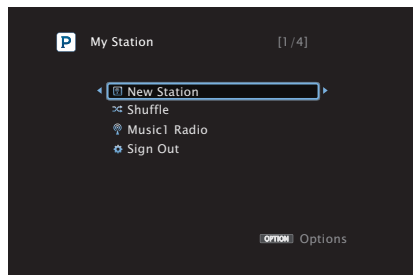 P My Station [1/4]
New Station
Shuffle
Music1 Radio
Sign Out
OPTION Options